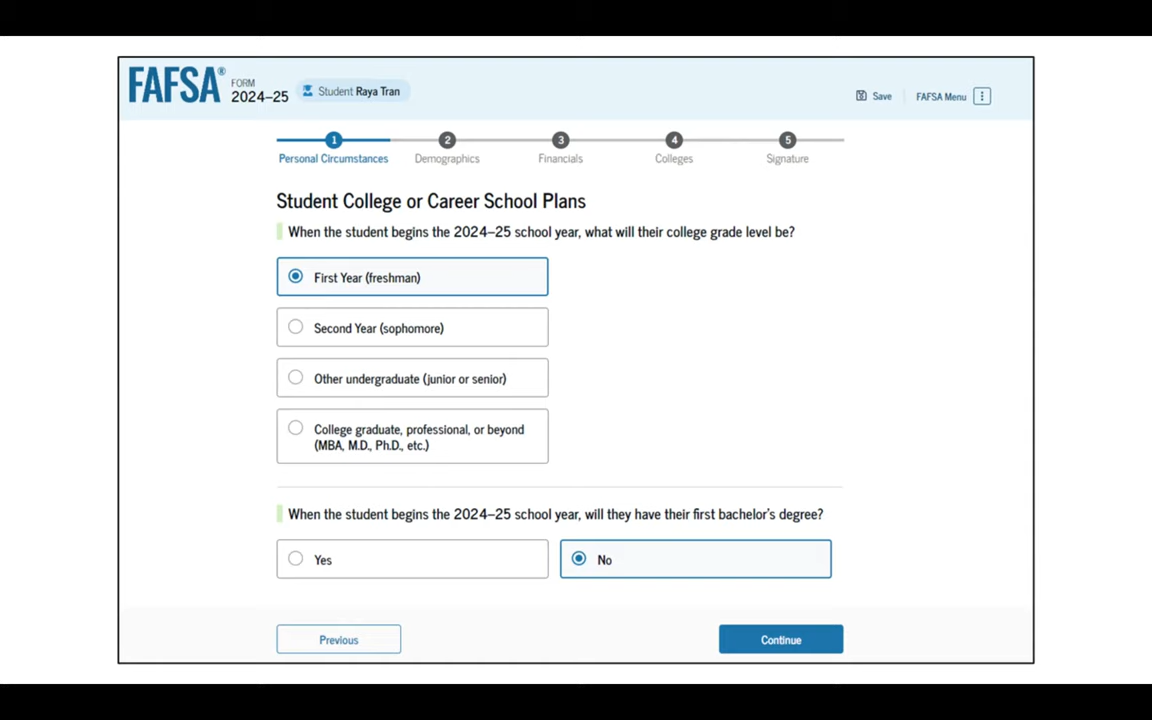 FAFSA® FORM 2024–25 Student Raya Tran Save FAFSA Menu
1 2 3 4 5
Personal Circumstances Demographics Financials Colleges Signature
Student College or Career School Plans
When the student begins the 2024–25 school year, what will their college grade level be?
First Year (freshman)
Second Year (sophomore)
Other undergraduate (junior or senior)
College graduate, professional, or beyond
(MBA, M.D., Ph.D., etc.)
When the student begins the 2024–25 school year, will they have their first bachelor's degree?
Yes No
Previous Continue